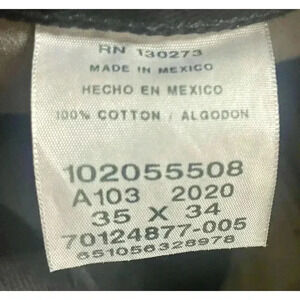 RN 130273
MADE IN MEXICO
HECHO EN MEXICO
100% COTTON / ALGODON
102055508
A103 2020
35 X 34
70124877-005
651056328978